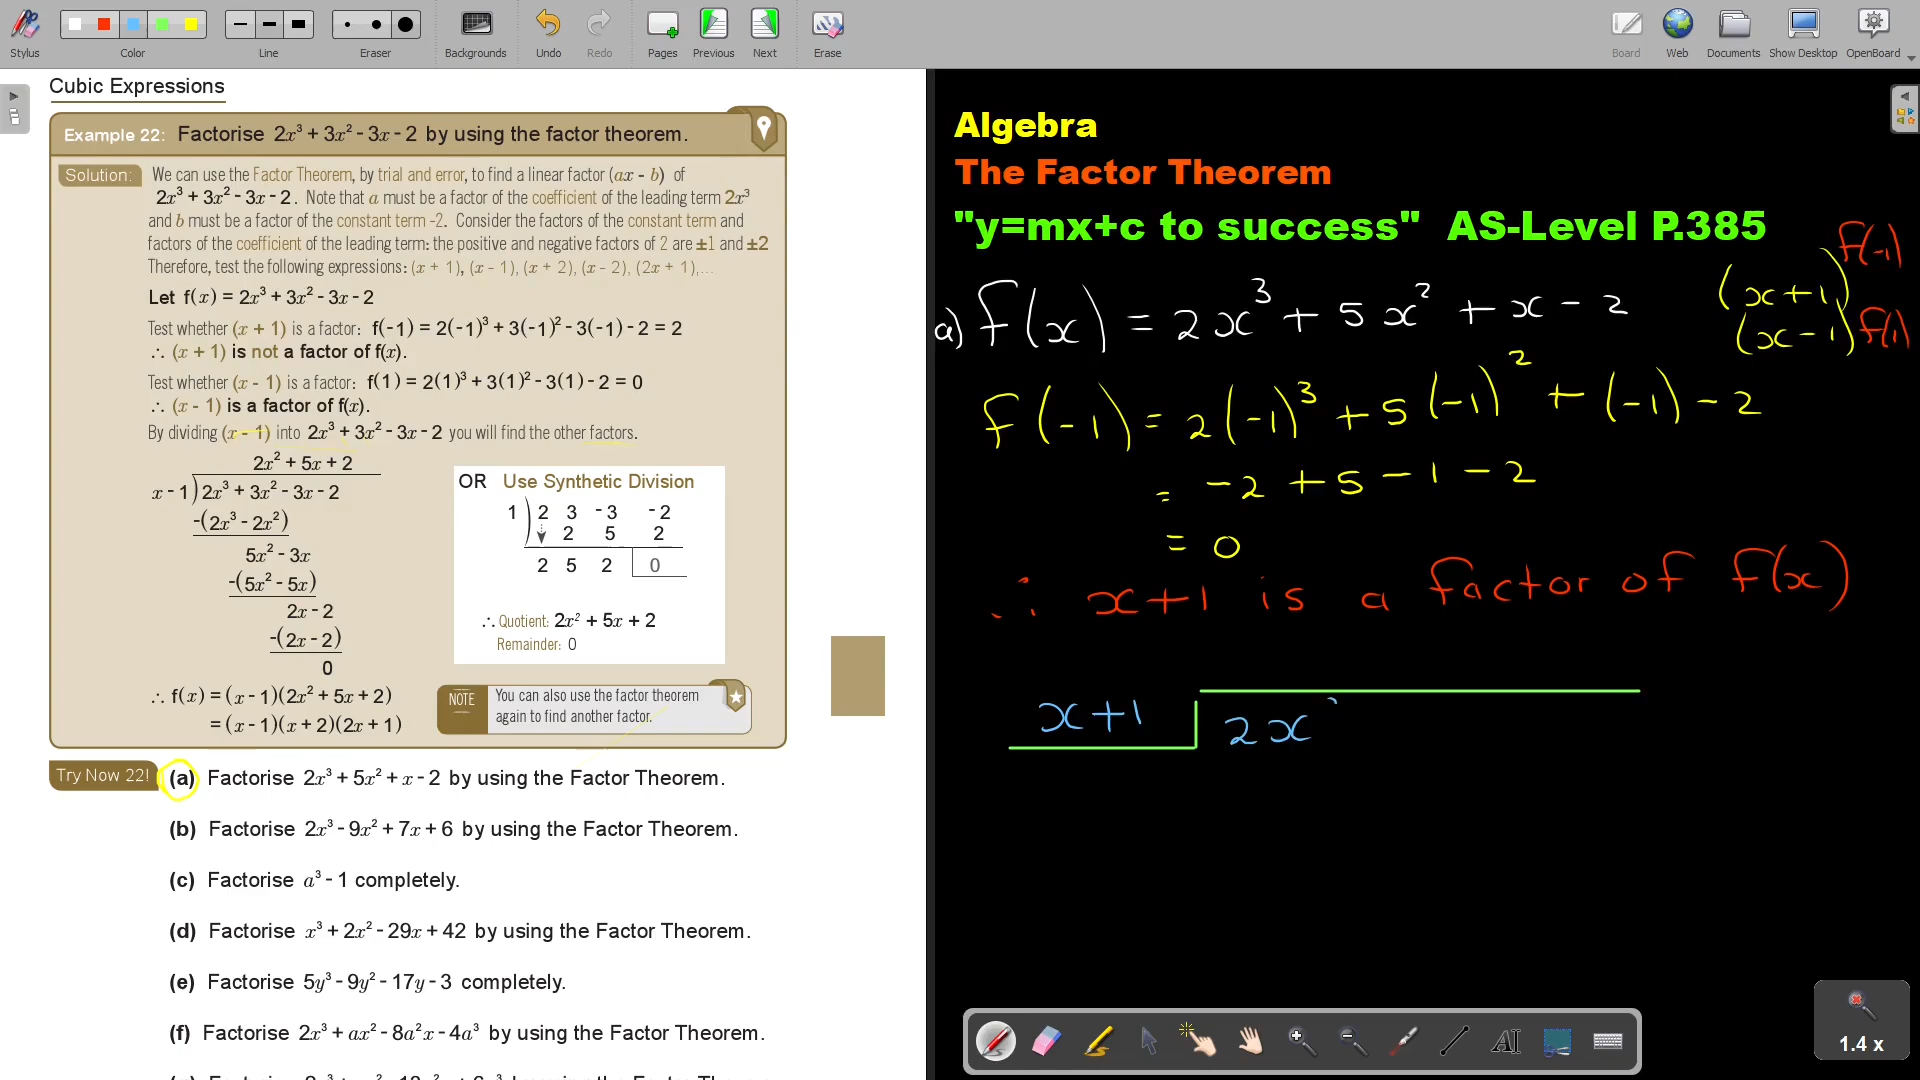 Stylus Color Line Eraser Backgrounds Undo Redo Pages Previous Next Erase Board Web Documents Show Desktop OpenBoard
Cubic Expressions
Example 22: Factorise 2x³ + 3x² - 3x - 2 by using the factor theorem.
Solution: We can use the Factor Theorem, by trial and error, to find a linear factor (ax - b) of
2x³ + 3x² - 3x - 2. Note that a must be a factor of the coefficient of the leading term 2x³
and b must be a factor of the constant term -2. Consider the factors of the constant term and
factors of the coefficient of the leading term: the positive and negative factors of 2 are ±1 and ±2
Therefore, test the following expressions: (x + 1), (x - 1), (x + 2), (x - 2), (2x + 1),...
Let f(x) = 2x³ + 3x² - 3x - 2
Test whether (x + 1) is a factor: f(-1) = 2(-1)³ + 3(-1)² - 3(-1) - 2 = 2
∴ (x + 1) is not a factor of f(x).
Test whether (x - 1) is a factor: f(1) = 2(1)³ + 3(1)² - 3(1) - 2 = 0
∴ (x - 1) is a factor of f(x).
By dividing (x - 1) into 2x³ + 3x² - 3x - 2 you will find the other factors.
2x² + 5x + 2
x - 1 ) 2x³ + 3x² - 3x - 2
-(2x³ - 2x²)
5x² - 3x
-(5x² - 5x)
2x - 2
-(2x - 2)
0
∴ f(x) = (x - 1)(2x² + 5x + 2)
= (x - 1)(x + 2)(2x + 1)
OR Use Synthetic Division
1 ) 2 3 -3 -2
2 5 2
2 5 2 0
∴ Quotient: 2x² + 5x + 2
Remainder: 0
NOTE You can also use the factor theorem
again to find another factor.
Try Now 22! (a) Factorise 2x³ + 5x² + x - 2 by using the Factor Theorem.
(b) Factorise 2x³ - 9x² + 7x + 6 by using the Factor Theorem.
(c) Factorise a³ - 1 completely.
(d) Factorise x³ + 2x² - 29x + 42 by using the Factor Theorem.
(e) Factorise 5y³ - 9y² - 17y - 3 completely.
(f) Factorise 2x³ + ax² - 8a²x - 4a³ by using the Factor Theorem.
Algebra
The Factor Theorem
"y=mx+c to success" AS-Level P.385
a) f(x) = 2x³ + 5x² + x - 2
(x+1) f(-1)
(x-1) f(1)
f(-1) = 2(-1)³ + 5(-1)² + (-1) - 2
= -2 + 5 - 1 - 2
= 0
∴ x+1 is a factor of f(x)
x+1 2x
1.4 x